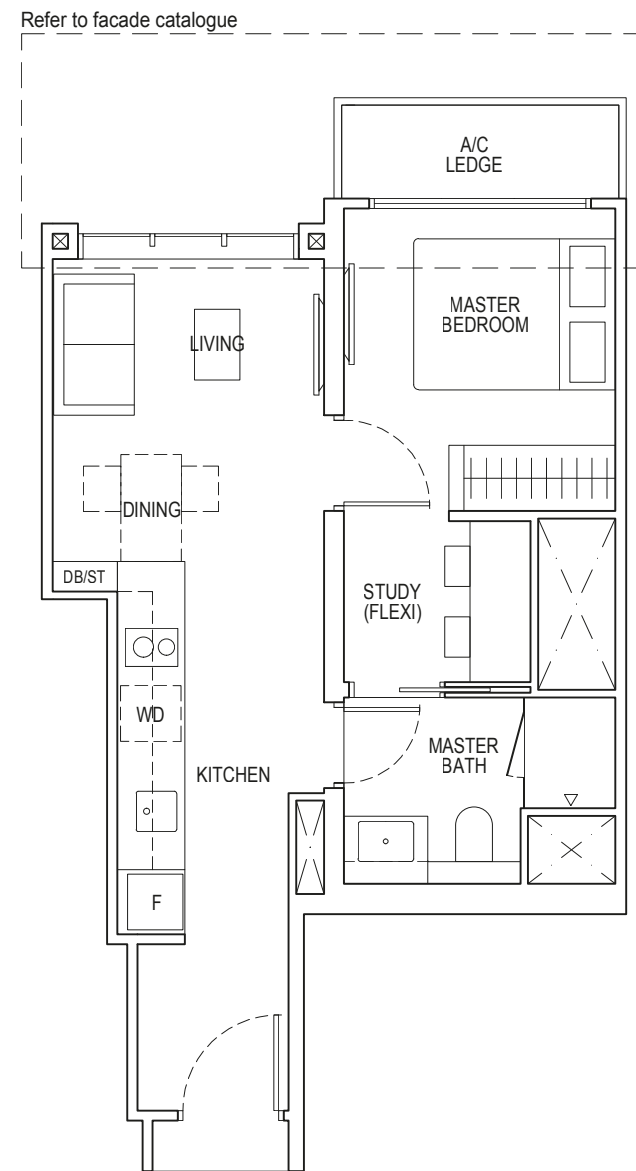 Refer to facade catalogue
A/C
LEDGE
MASTER
BEDROOM
LIVING
DINING
DB/ST
STUDY
(FLEXI)
WD
MASTER
BATH
KITCHEN
F